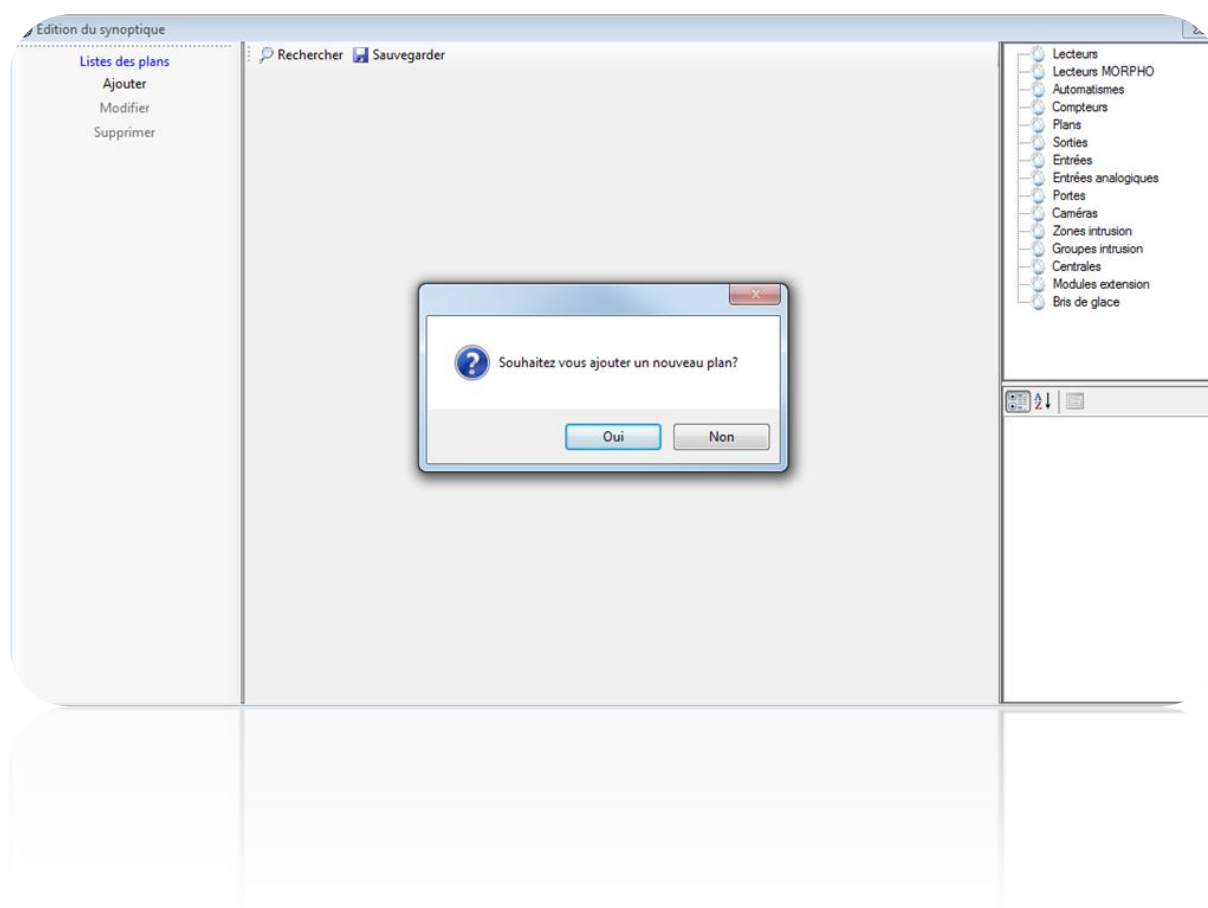 Edition du synoptique
Listes des plans
Ajouter
Modifier
Supprimer
Rechercher Sauvegarder
Souhaitez vous ajouter un nouveau plan?
Oui Non
Lecteurs
Lecteurs MORPHO
Automatismes
Compteurs
Plans
Sorties
Entrées
Entrées analogiques
Portes
Caméras
Zones intrusion
Groupes intrusion
Centrales
Modules extension
Bris de glace